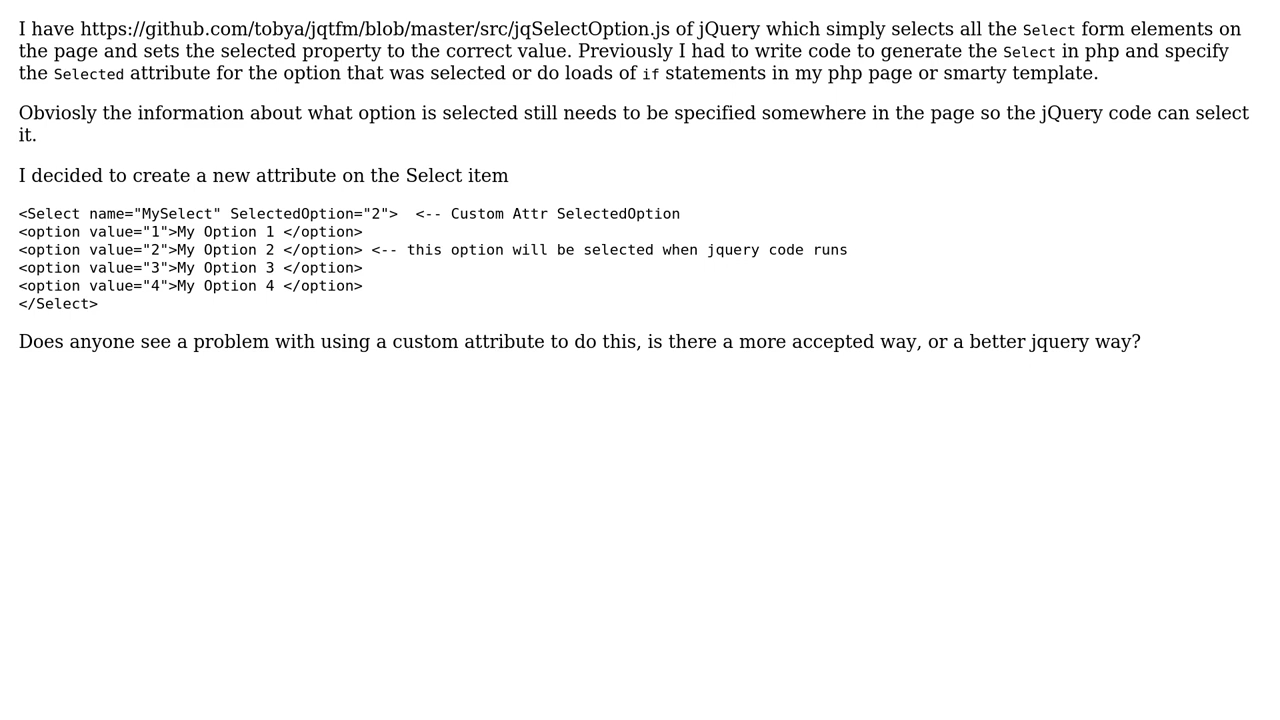 I have https://github.com/tobya/jqtfm/blob/master/src/jqSelectOption.js of jQuery which simply selects all the Select form elements on
the page and sets the selected property to the correct value. Previously I had to write code to generate the Select in php and specify
the Selected attribute for the option that was selected or do loads of if statements in my php page or smarty template.
Obviosly the information about what option is selected still needs to be specified somewhere in the page so the jQuery code can select
it.
I decided to create a new attribute on the Select item
<Select name="MySelect" SelectedOption="2">  <-- Custom Attr SelectedOption
<option value="1">My Option 1 </option>
<option value="2">My Option 2 </option> <-- this option will be selected when jquery code runs
<option value="3">My Option 3 </option>
<option value="4">My Option 4 </option>
</Select>
Does anyone see a problem with using a custom attribute to do this, is there a more accepted way, or a better jquery way?